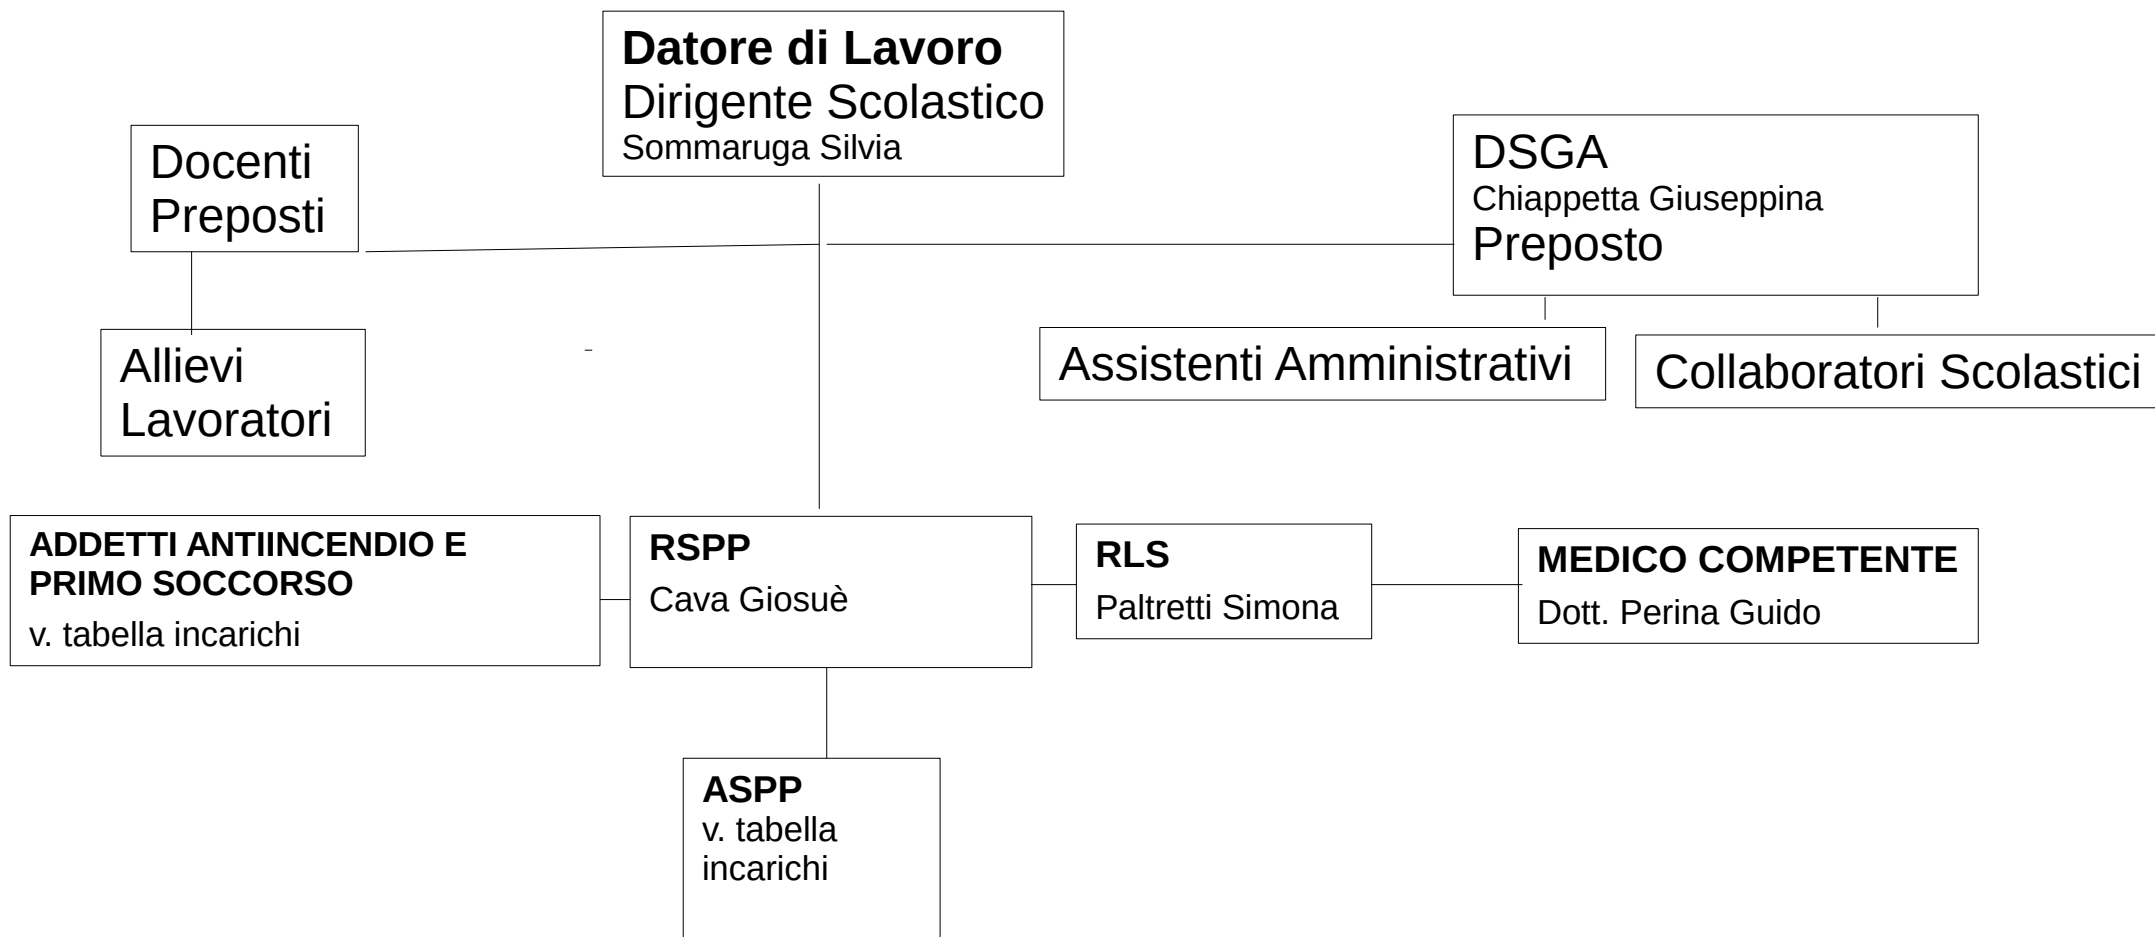 Datore di Lavoro
Dirigente Scolastico
Sommaruga Silvia
Docenti
Preposti
DSGA
Chiappetta Giuseppina
Preposto
Allievi
Lavoratori
Assistenti Amministrativi
Collaboratori Scolastici
ADDETTI ANTIINCENDIO E
PRIMO SOCCORSO
v. tabella incarichi
RSPP
Cava Giosuè
RLS
Paltretti Simona
MEDICO COMPETENTE
Dott. Perina Guido
ASPP
v. tabella
incarichi